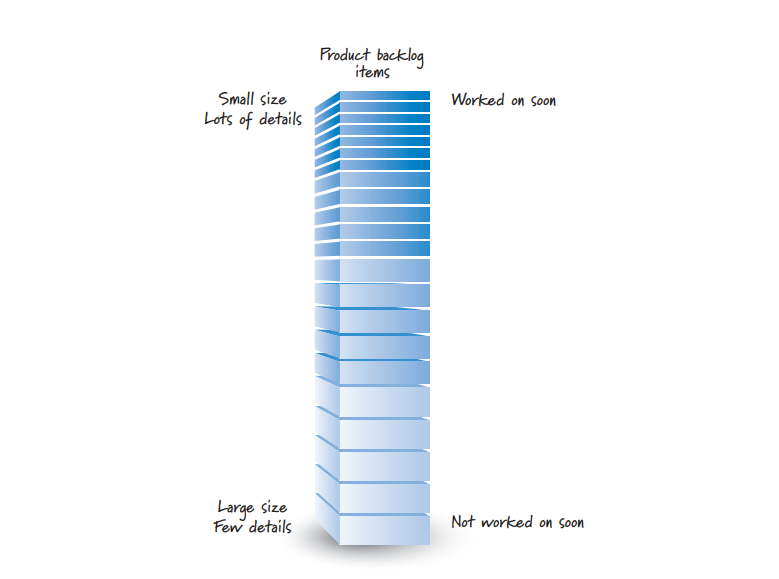 Product backlog
items
Small size
Lots of details
Worked on soon
Large size
Few details
Not worked on soon